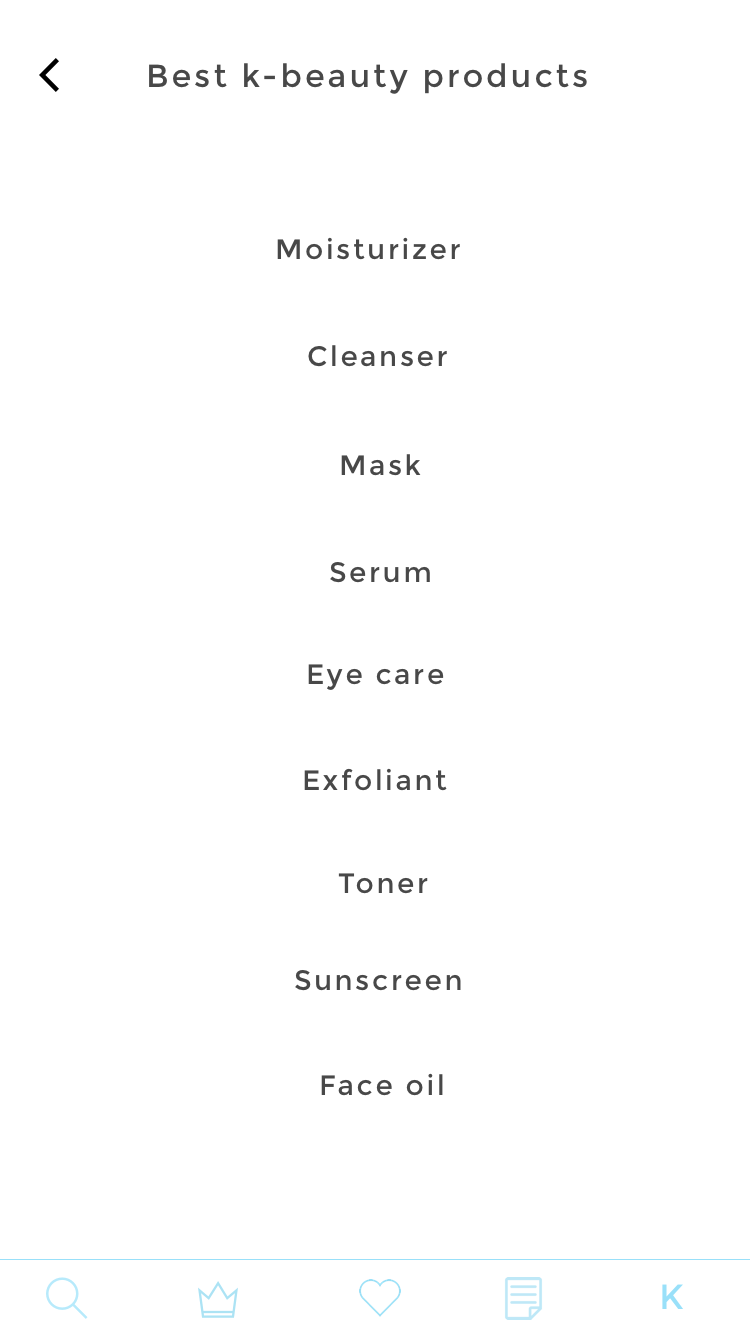 Best k-beauty products
Moisturizer
Cleanser
Mask
Serum
Eye care
Exfoliant
Toner
Sunscreen
Face oil
K